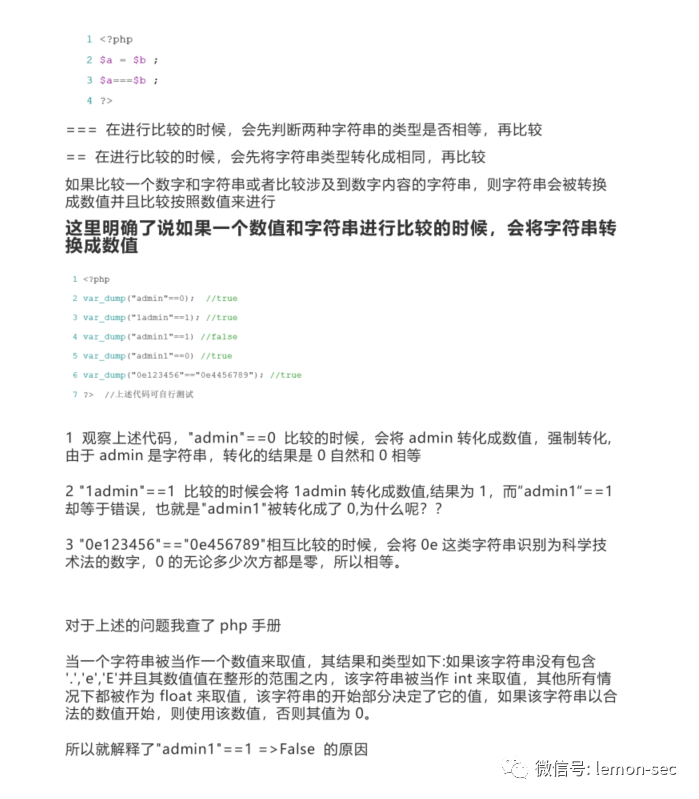 1 <?php
2 $a = $b ;
3 $a===$b ;
4 ?>
=== 在进行比较的时候，会先判断两种字符串的类型是否相等，再比较
== 在进行比较的时候，会先将字符串类型转化成相同，再比较
如果比较一个数字和字符串或者比较涉及到数字内容的字符串，则字符串会被转换
成数值并且比较按照数值来进行
这里明确了说如果一个数值和字符串进行比较的时候，会将字符串转
换成数值
1 <?php
2 var_dump("admin"==0);  //true
3 var_dump("1admin"==1); //true
4 var_dump("admin1"==1) //false
5 var_dump("admin1"==0) //true
6 var_dump("0e123456"=="0e4456789"); //true
7 ?>  //上述代码可自行测试
1 观察上述代码，"admin"==0 比较的时候，会将 admin 转化成数值，强制转化,
由于 admin 是字符串，转化的结果是 0 自然和 0 相等
2 "1admin"==1 比较的时候会将 1admin 转化成数值,结果为 1，而“admin1“==1
却等于错误，也就是"admin1"被转化成了 0,为什么呢？？
3 "0e123456"=="0e456789"相互比较的时候，会将 0e 这类字符串识别为科学技
术法的数字，0 的无论多少次方都是零，所以相等。
对于上述的问题我查了 php 手册
当一个字符串被当作一个数值来取值，其结果和类型如下:如果该字符串没有包含
'.','e','E'并且其数值值在整形的范围之内，该字符串被当作 int 来取值，其他所有情
况下都被作为 float 来取值，该字符串的开始部分决定了它的值，如果该字符串以合
法的数值开始，则使用该数值，否则其值为 0。
所以就解释了"admin1"==1 =>False 的原因
微信号: lemon-sec